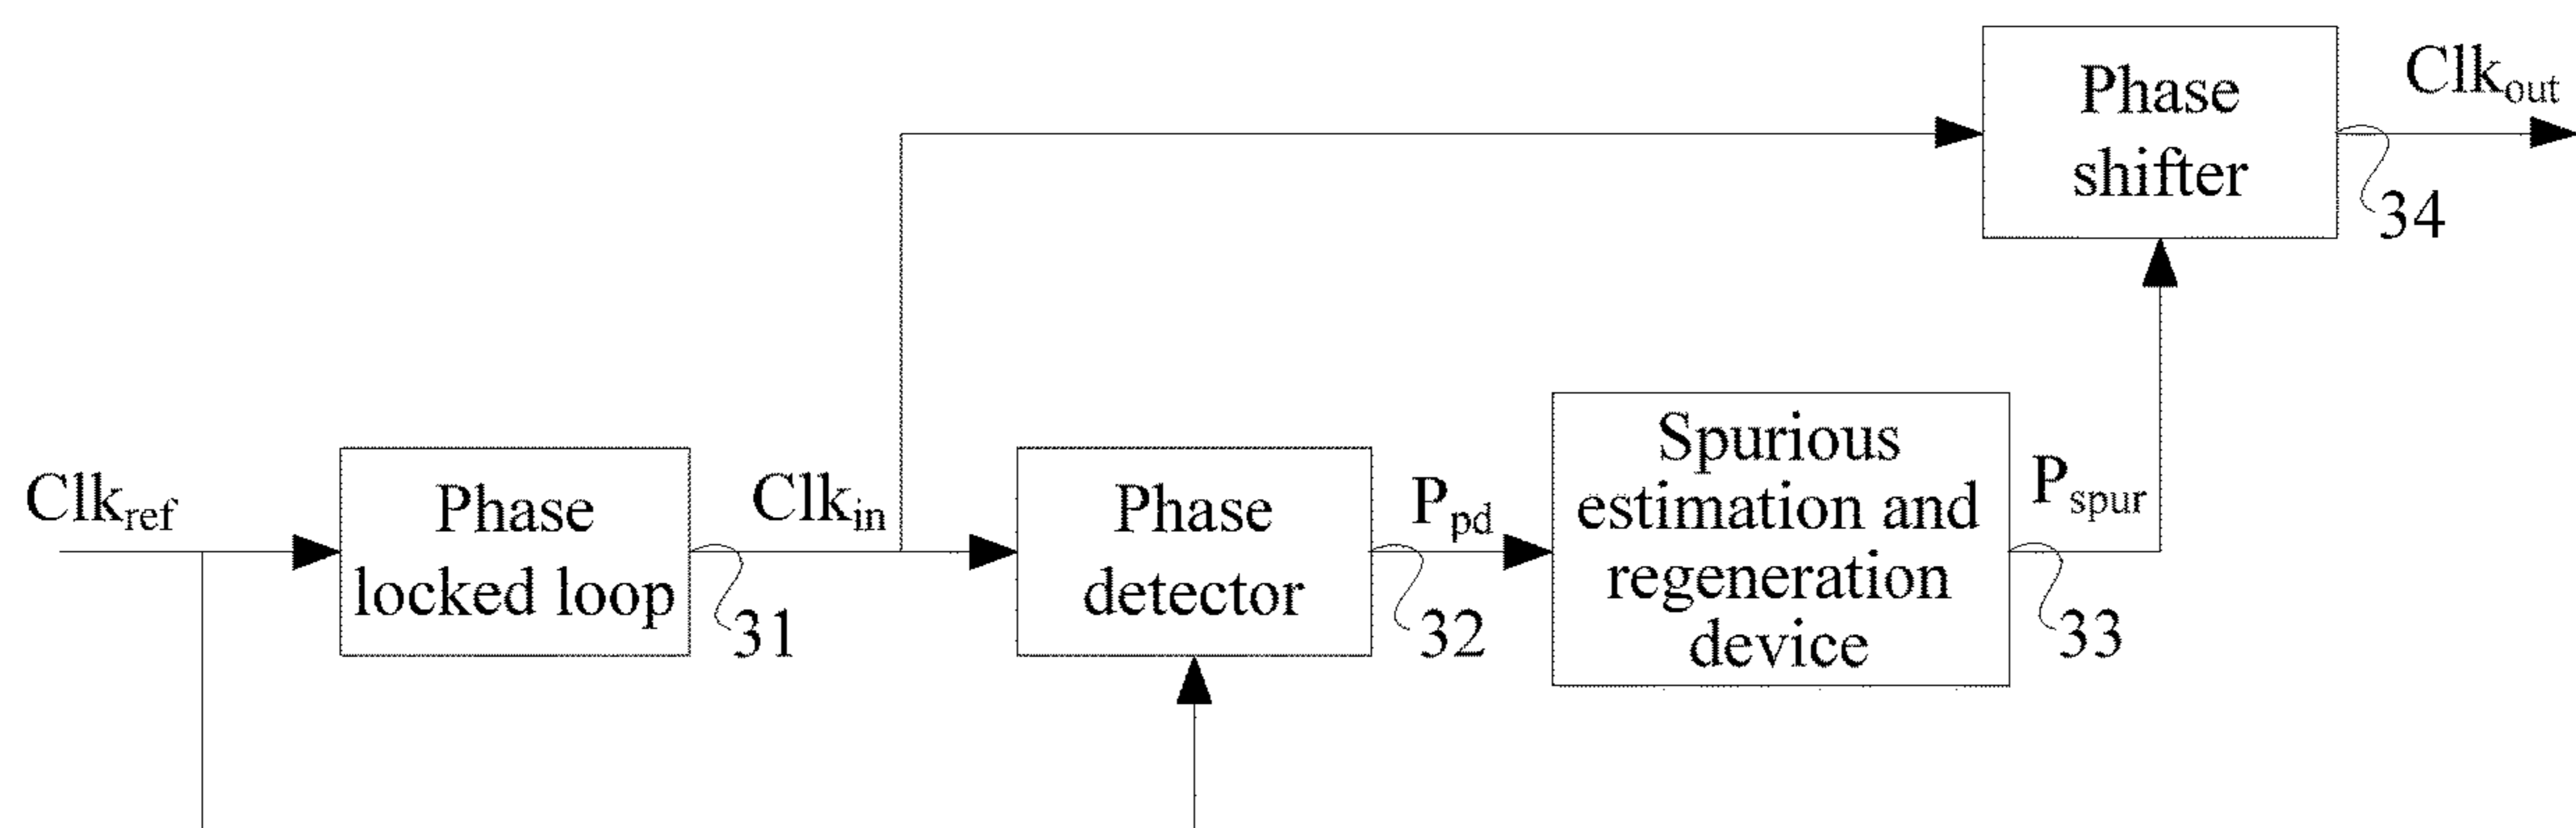 Phase
shifter
Clkout
34
Clkref
Phase
locked loop
31
Clkin
Phase
detector
32
Ppd
Spurious
estimation and
regeneration
device
33
Pspur